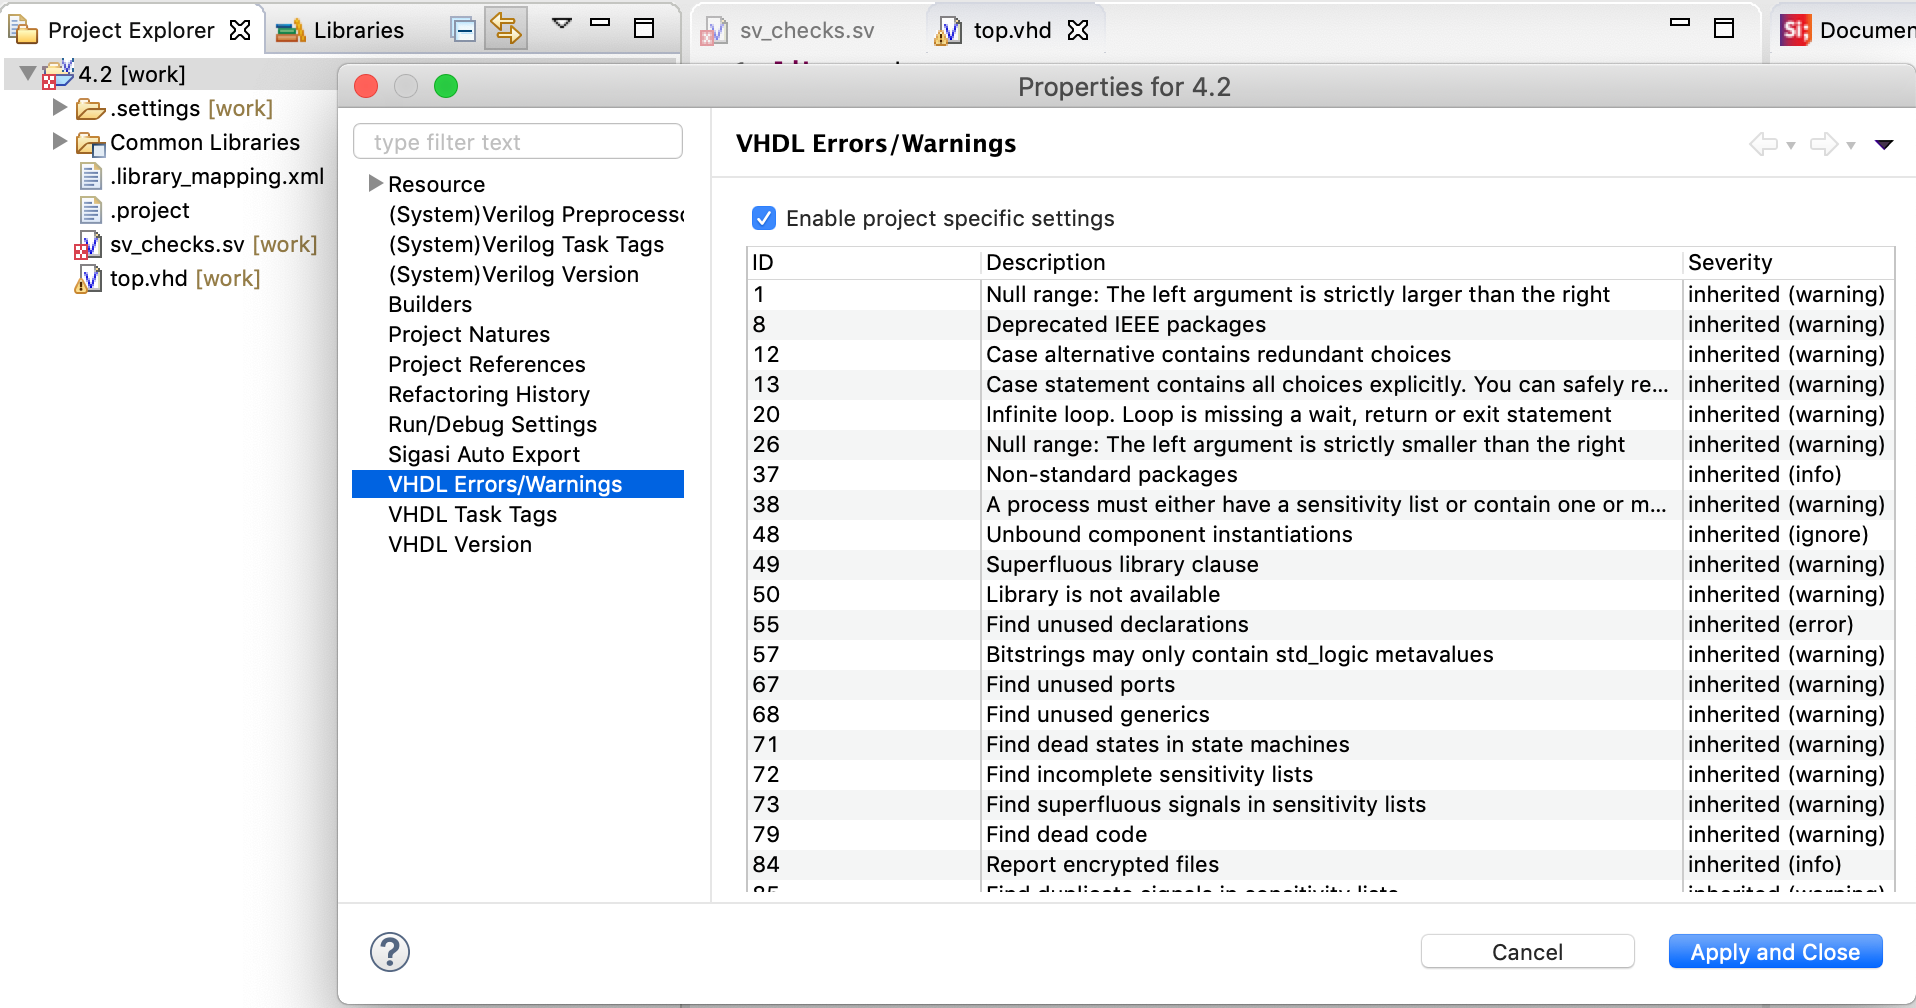 Project Explorer
Libraries
sv_checks.sv
top.vhd
Si;
Documen
4.2 [work]
.settings [work]
Common Libraries
.library_mapping.xml
.project
sv_checks.sv [work]
top.vhd [work]
Properties for 4.2
type filter text
Resource
(System)Verilog Preprocesso
(System)Verilog Task Tags
(System)Verilog Version
Builders
Project Natures
Project References
Refactoring History
Run/Debug Settings
Sigasi Auto Export
VHDL Errors/Warnings
VHDL Task Tags
VHDL Version
VHDL Errors/Warnings
Enable project specific settings
ID Description Severity
1 Null range: The left argument is strictly larger than the right inherited (warning)
8 Deprecated IEEE packages inherited (warning)
12 Case alternative contains redundant choices inherited (warning)
13 Case statement contains all choices explicitly. You can safely re... inherited (warning)
20 Infinite loop. Loop is missing a wait, return or exit statement inherited (warning)
26 Null range: The left argument is strictly smaller than the right inherited (warning)
37 Non-standard packages inherited (info)
38 A process must either have a sensitivity list or contain one or m... inherited (warning)
48 Unbound component instantiations inherited (ignore)
49 Superfluous library clause inherited (warning)
50 Library is not available inherited (warning)
55 Find unused declarations inherited (error)
57 Bitstrings may only contain std_logic metavalues inherited (warning)
67 Find unused ports inherited (warning)
68 Find unused generics inherited (warning)
71 Find dead states in state machines inherited (warning)
72 Find incomplete sensitivity lists inherited (warning)
73 Find superfluous signals in sensitivity lists inherited (warning)
79 Find dead code inherited (warning)
84 Report encrypted files inherited (info)
85 Find duplicate signals in sensitivity lists inherited (warning)
?
Cancel
Apply and Close